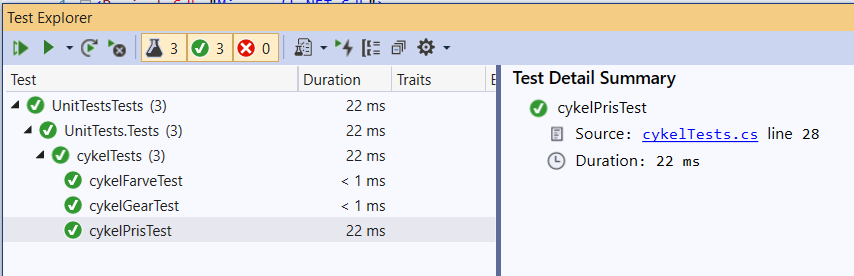 Test Explorer
3 3 0
Test Duration Traits E
UnitTestsTests (3) 22 ms
UnitTests.Tests (3) 22 ms
cykelTests (3) 22 ms
cykelFarveTest < 1 ms
cykelGearTest < 1 ms
cykelPrisTest 22 ms
Test Detail Summary
cykelPrisTest
Source: cykelTests.cs line 28
Duration: 22 ms